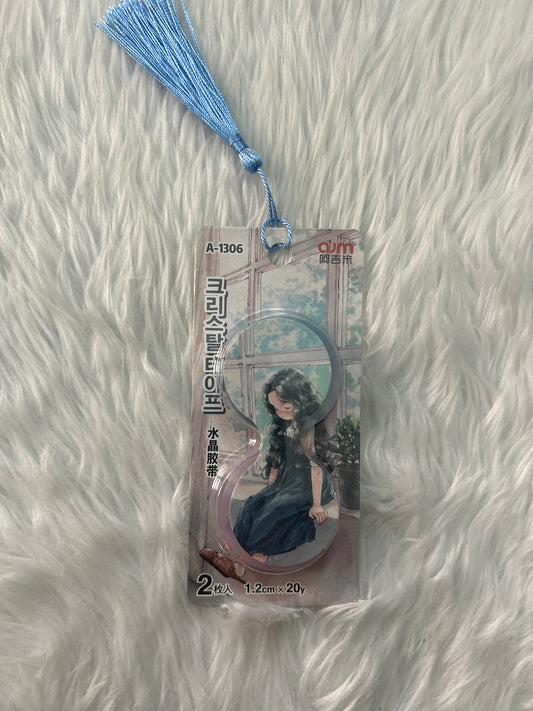 A-1306
ajm
阿吉米
크리스탈테이프
水晶胶带
2枚入 1.2cm × 20y